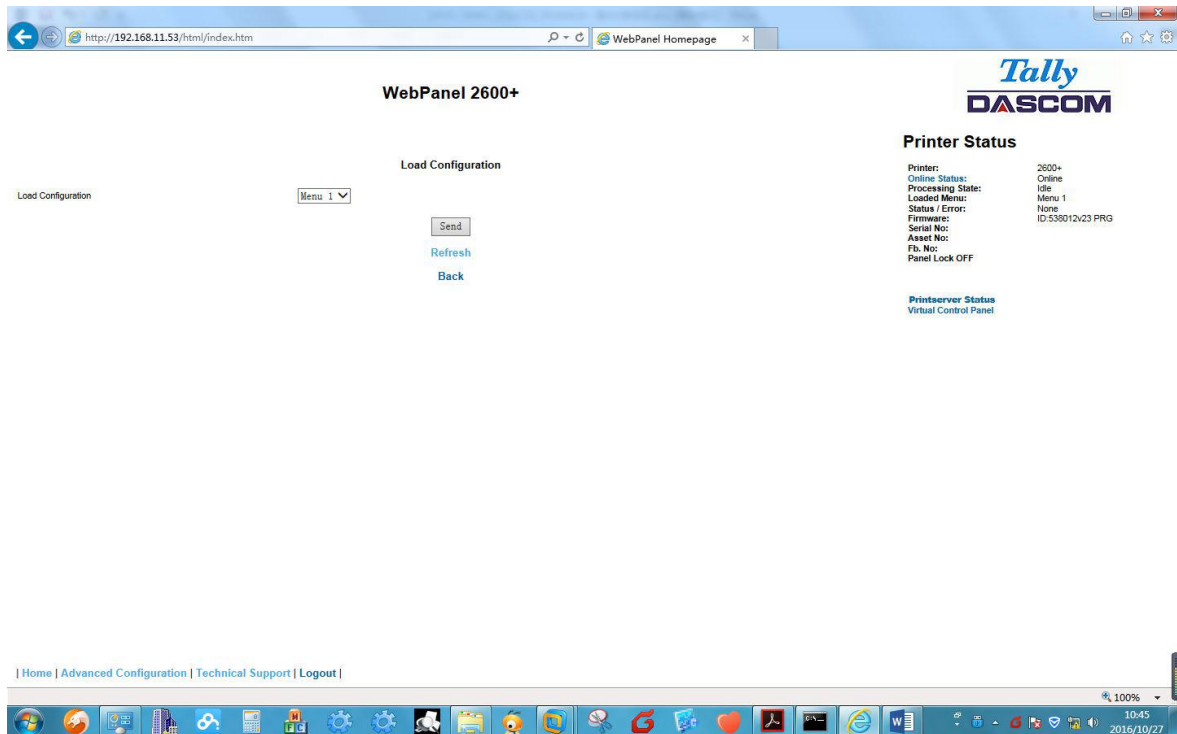 http://192.168.11.53/html/index.htm
WebPanel Homepage
WebPanel 2600+
Load Configuration
Load Configuration
Menu 1
Send
Refresh
Back
Tally
DASCOM
Printer Status
Printer: 2600+
Online Status: Online
Processing State: Idle
Loaded Menu: Menu 1
Status / Error: None
Firmware: ID:538012v23 PRG
Serial No:
Asset No:
Fb. No:
Panel Lock OFF
Printserver Status
Virtual Control Panel
| Home | Advanced Configuration | Technical Support | Logout |
100%
10:45
2016/10/27